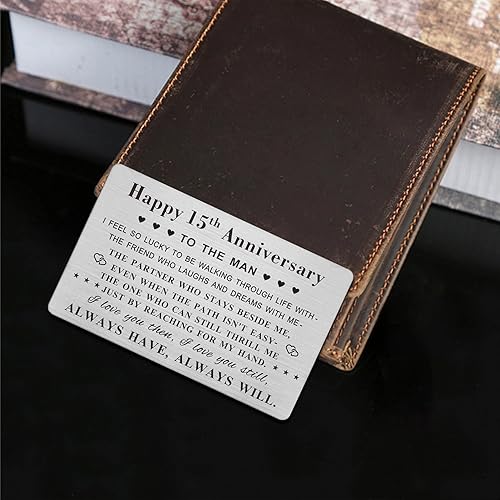 Happy 15th Anniversary
TO THE MAN
I FEEL SO LUCKY TO BE WALKING THROUGH LIFE WITH-
THE FRIEND WHO LAUGHS AND DREAMS WITH ME-
THE PARTNER WHO STAYS BESIDE ME,
EVEN WHEN THE PATH ISN'T EASY-
THE ONE WHO CAN STILL THRILL ME
JUST BY REACHING FOR MY HAND.
I love you then, I love you still,
ALWAYS HAVE, ALWAYS WILL.